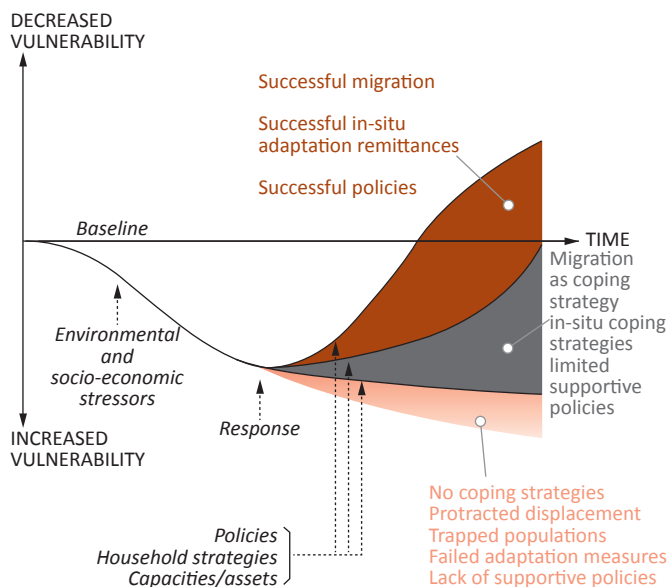 DECREASED
VULNERABILITY
Successful migration
Successful in-situ
adaptation remittances
Successful policies
Baseline
TIME
Migration
as coping
strategy
in-situ coping
strategies
limited
supportive
policies
Environmental
and
socio-economic
stressors
Response
INCREASED
VULNERABILITY
No coping strategies
Protracted displacement
Trapped populations
Failed adaptation measures
Lack of supportive policies
Policies
Household strategies
Capacities/assets